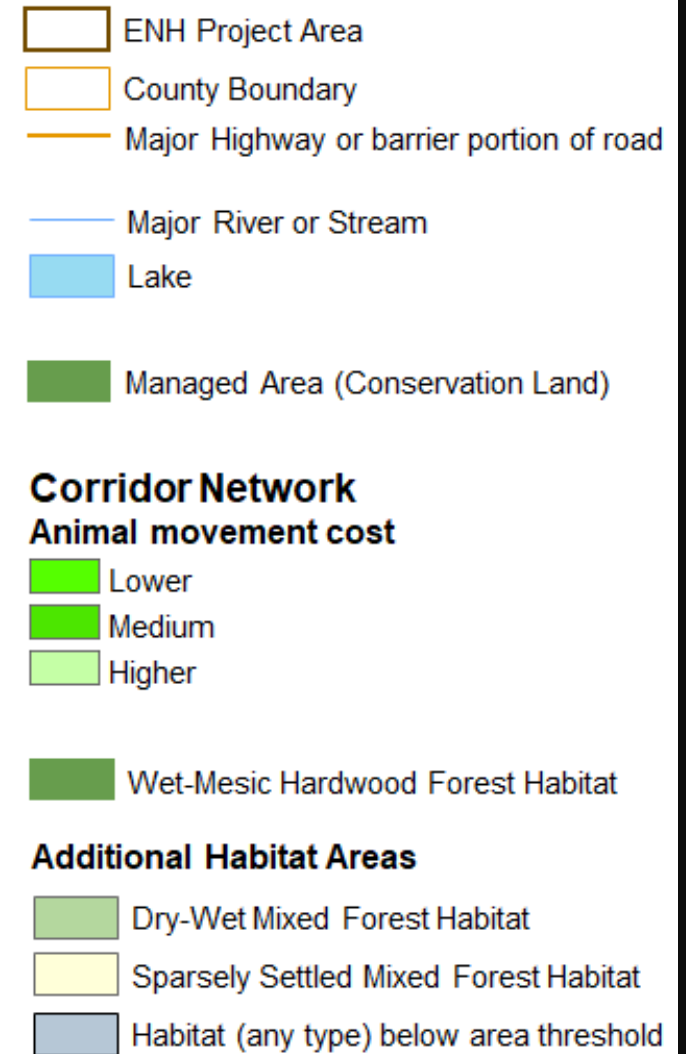 ENH Project Area
County Boundary
Major Highway or barrier portion of road
Major River or Stream
Lake
Managed Area (Conservation Land)
Corridor Network
Animal movement cost
Lower
Medium
Higher
Wet-Mesic Hardwood Forest Habitat
Additional Habitat Areas
Dry-Wet Mixed Forest Habitat
Sparsely Settled Mixed Forest Habitat
Habitat (any type) below area threshold